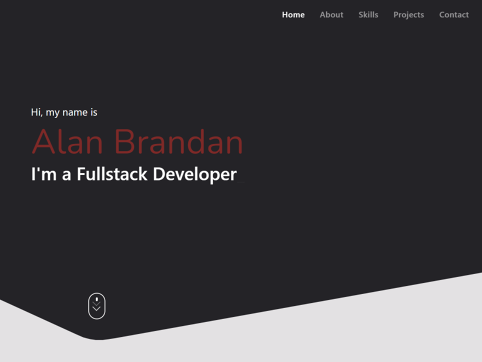 Home About Skills Projects Contact
Hi, my name is
Alan Brandan
I'm a Fullstack Developer